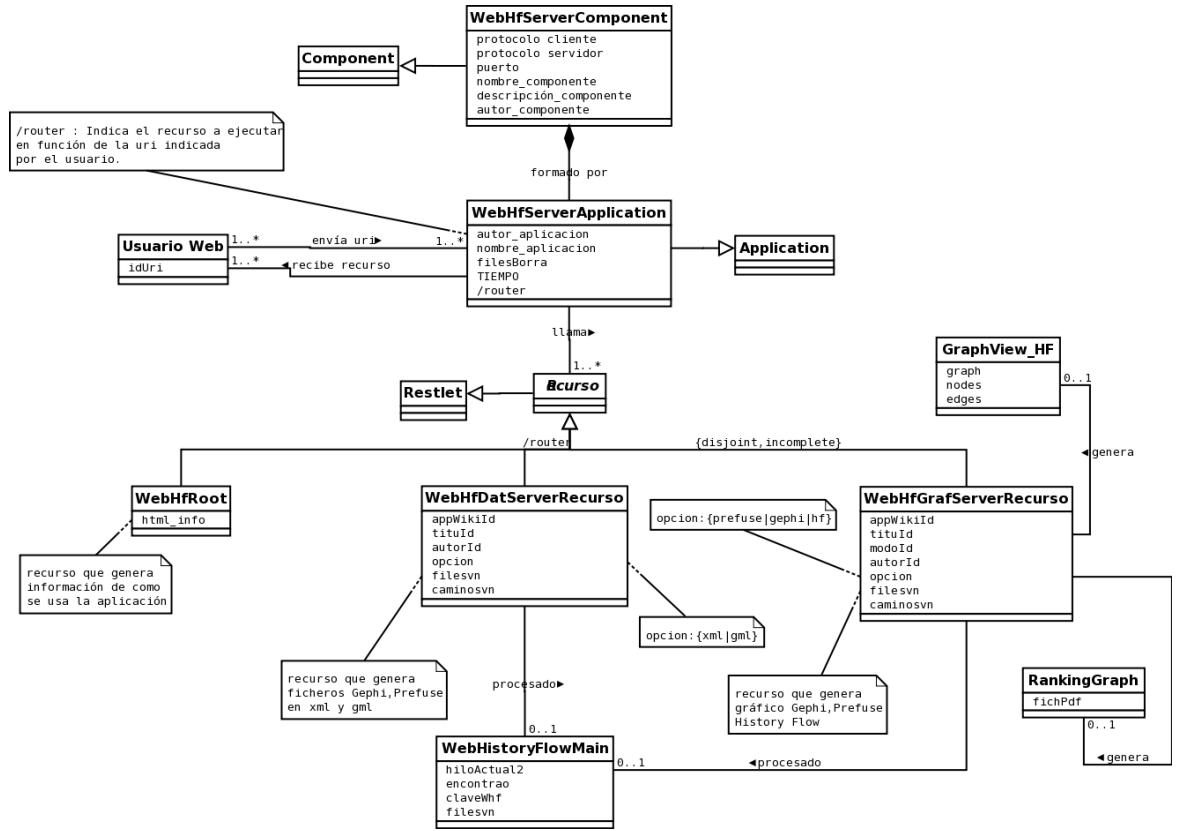 WebHfServerComponent
protocolo cliente
protocolo servidor
puerto
nombre_componente
descripción_componente
autor_componente
Component
/router : Indica el recurso a ejecutar
en función de la uri indicada
por el usuario.
formado por
WebHfServerApplication
autor_aplicacion
nombre_aplicacion
filesBorra
TIEMPO
/router
Usuario Web
idUri
1..*
envía uri►
1..*
1..*
◄recibe recurso
Application
llama►
1..*
Restlet
Recurso
GraphView_HF
graph
nodes
edges
0..1
◄genera
/router
{disjoint,incomplete}
WebHfRoot
html_info
recurso que genera
información de como
se usa la aplicación
WebHfDatServerRecurso
appWikiId
tituId
autorId
opcion
filesvn
caminosvn
opcion:{prefuse|gephi|hf}
WebHfGrafServerRecurso
appWikiId
tituId
modoId
autorId
opcion
filesvn
caminosvn
opcion:{xml|gml}
recurso que genera
ficheros Gephi,Prefuse
en xml y gml
procesado►
0..1
recurso que genera
gráfico Gephi,Prefuse
History Flow
RankingGraph
fichPdf
0..1
◄genera
WebHistoryFlowMain
hiloActual2
encontrao
claveWhf
filesvn
0..1
◄procesado